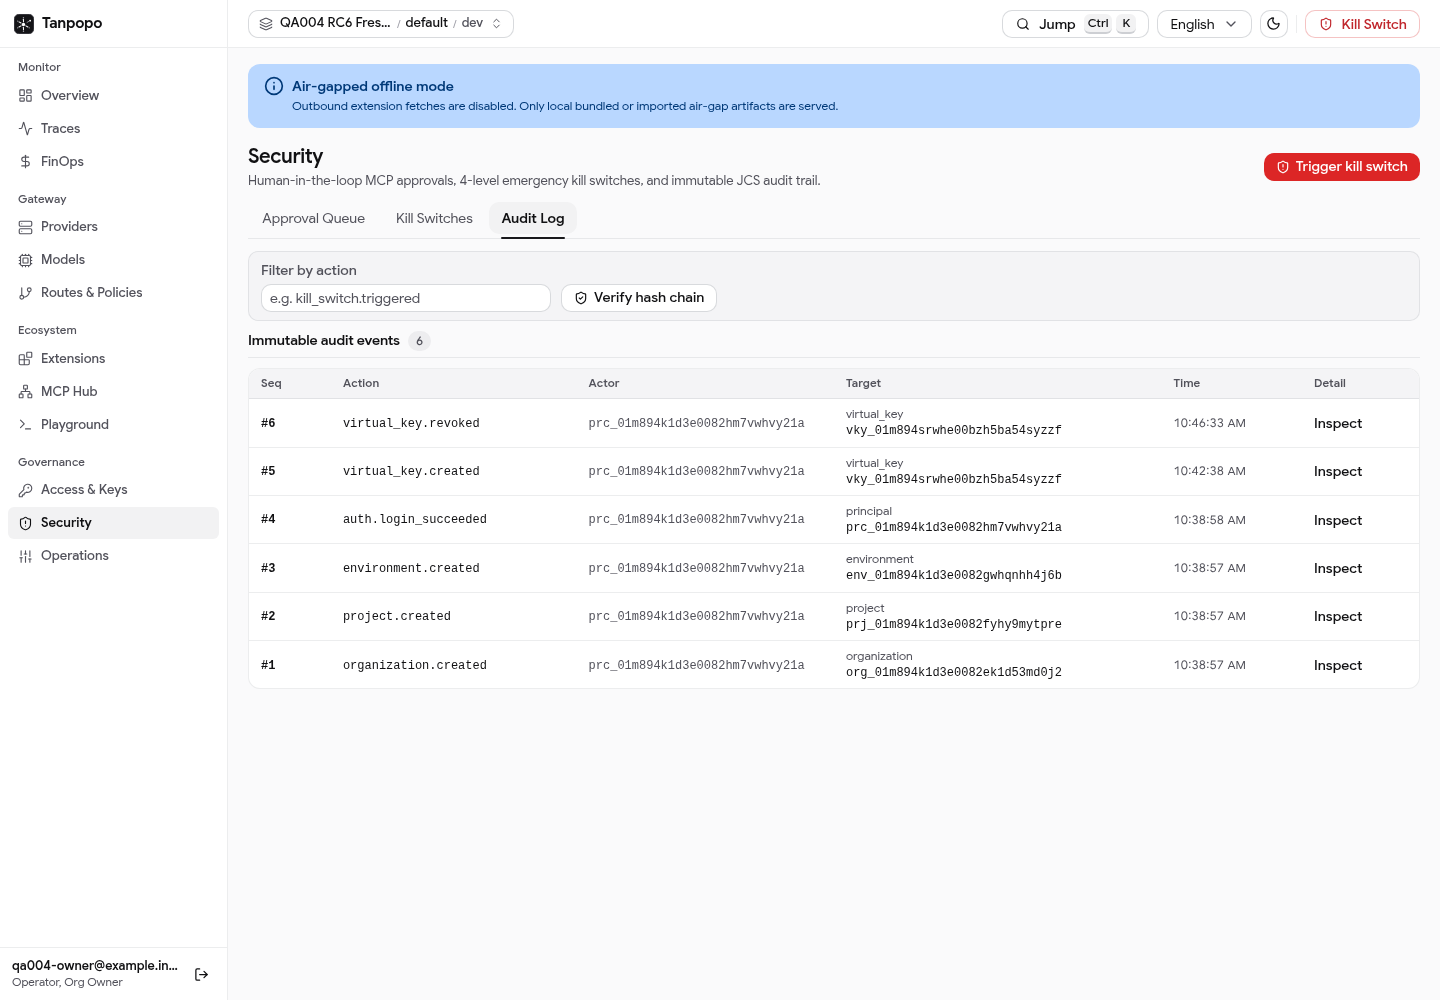 Tanpopo
QA004 RC6 Fres... / default / dev
Jump Ctrl K
English
Kill Switch
Monitor
Overview
Traces
FinOps
Gateway
Providers
Models
Routes & Policies
Ecosystem
Extensions
MCP Hub
Playground
Governance
Access & Keys
Security
Operations
qa004-owner@example.in...
Operator, Org Owner
Air-gapped offline mode
Outbound extension fetches are disabled. Only local bundled or imported air-gap artifacts are served.
Security
Human-in-the-loop MCP approvals, 4-level emergency kill switches, and immutable JCS audit trail.
Trigger kill switch
Approval Queue Kill Switches Audit Log
Filter by action
e.g. kill_switch.triggered Verify hash chain
Immutable audit events 6
Seq Action Actor Target Time Detail
#6 virtual_key.revoked prc_01m894k1d3e0082hm7vwhvy21a virtual_key 10:46:33 AM Inspect
vky_01m894srwhe00bzh5ba54syzzf
#5 virtual_key.created prc_01m894k1d3e0082hm7vwhvy21a virtual_key 10:42:38 AM Inspect
vky_01m894srwhe00bzh5ba54syzzf
#4 auth.login_succeeded prc_01m894k1d3e0082hm7vwhvy21a principal 10:38:58 AM Inspect
prc_01m894k1d3e0082hm7vwhvy21a
#3 environment.created prc_01m894k1d3e0082hm7vwhvy21a environment 10:38:57 AM Inspect
env_01m894k1d3e0082gwhqnhh4j6b
#2 project.created prc_01m894k1d3e0082hm7vwhvy21a project 10:38:57 AM Inspect
prj_01m894k1d3e0082fyhy9mytpre
#1 organization.created prc_01m894k1d3e0082hm7vwhvy21a organization 10:38:57 AM Inspect
org_01m894k1d3e0082ek1d53md0j2